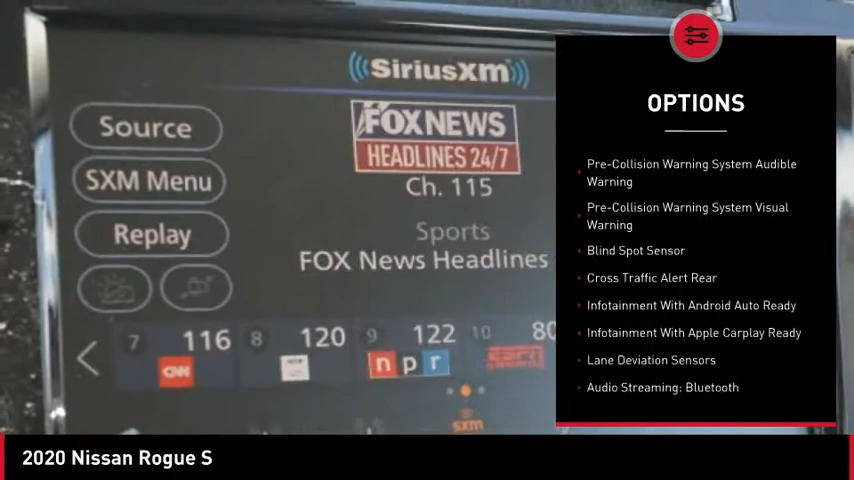 SiriusXM
Source
FOX NEWS
HEADLINES 24/7
SXM Menu
Ch. 115
Replay
Sports
FOX News Headlines
7 116 8 120 9 122 10 80
CNN
npr
sxm
OPTIONS
Pre-Collision Warning System Audible
Warning
Pre-Collision Warning System Visual
Warning
Blind Spot Sensor
Cross Traffic Alert Rear
Infotainment With Android Auto Ready
Infotainment With Apple Carplay Ready
Lane Deviation Sensors
Audio Streaming: Bluetooth
2020 Nissan Rogue S